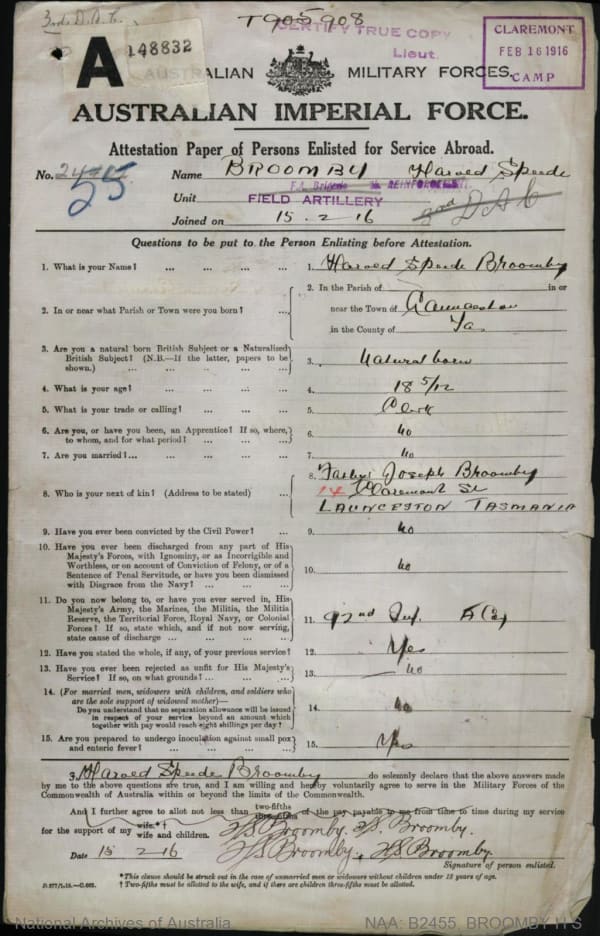 3rd. D.A.C.
T905908
CERTIFY TRUE COPY
Lieut.
CLAREMONT
FEB 16 1916
CAMP
A
148832
AUSTRALIAN MILITARY FORCES.
AUSTRALIAN IMPERIAL FORCE.
Attestation Paper of Persons Enlisted for Service Abroad.
No. 25
Name BROOMBY Harold Speede
F.A. Brigade REINFORCEMENT.
Unit FIELD ARTILLERY 3rd DAC
Joined on 15.2.16
Questions to be put to the Person Enlisting before Attestation.
1. What is your Name? ... ... ... 1. Harold Speede Broomby
2. In or near what Parish or Town were you born? ... 2. In the Parish of in or
near the Town of Launceston
in the County of Ta.
3. Are you a natural born British Subject or a Naturalized
British Subject? (N.B.—If the latter, papers to be
shown.) ... ... ... ... 3. Natural born
4. What is your age? ... ... ... 4. 18 5/12
5. What is your trade or calling? ... ... ... 5. Clerk
6. Are you, or have you been, an Apprentice? If so, where,
to whom, and for what period? ... ... ... 6. No
7. Are you married? ... ... ... ... 7. No
8. Who is your next of kin? (Address to be stated) ... 8. Father Joseph Broomby
14 Claremont St
LAUNCESTON TASMANIA
9. Have you ever been convicted by the Civil Power? ... 9. No
10. Have you ever been discharged from any part of His
Majesty's Forces, with Ignominy, or as Incorrigible and
Worthless, or on account of Conviction of Felony, or of a
Sentence of Penal Servitude, or have you been dismissed
with Disgrace from the Navy? ... ... ... 10. No
11. Do you now belong to, or have you ever served in, His
Majesty's Army, the Marines, the Militia, the Militia
Reserve, the Territorial Force, Royal Navy, or Colonial
Forces? If so, state which, and if not now serving,
state cause of discharge ... ... ... ... 11. 92nd Inf. A(2)
12. Have you stated the whole, if any, of your previous service? 12. Yes
13. Have you ever been rejected as unfit for His Majesty's
Service? If so, on what grounds? ... ... ... 13. No
14. (For married men, widowers with children, and soldiers who
are the sole support of widowed mother)—
Do you understand that no separation allowance will be issued
in respect of your service beyond an amount which
together with pay would reach eight shillings per day? 14. No
15. Are you prepared to undergo inoculation against small pox
and enteric fever? ... ... ... ... 15. Yes
I, Harold Speede Broomby do solemnly declare that the above answers made
by me to the above questions are true, and I am willing and hereby voluntarily agree to serve in the Military Forces of the
Commonwealth of Australia within or beyond the limits of the Commonwealth.
And I further agree to allot not less than two-fifths of the pay payable to me from time to time during my service
for the support of my wife.* † wife and children. H.S. Broomby. H.S. Broomby.
Date 15 2-16 H.S. Broomby. H.S. Broomby.
Signature of person enlisted.
*This clause should be struck out in the case of unmarried men or widowers without children under 18 years of age.
† Two-fifths must be allotted to the wife, and if there are children three-fifths must be allotted.
National Archives of Australia
NAA: B2455, BROOMBY H S